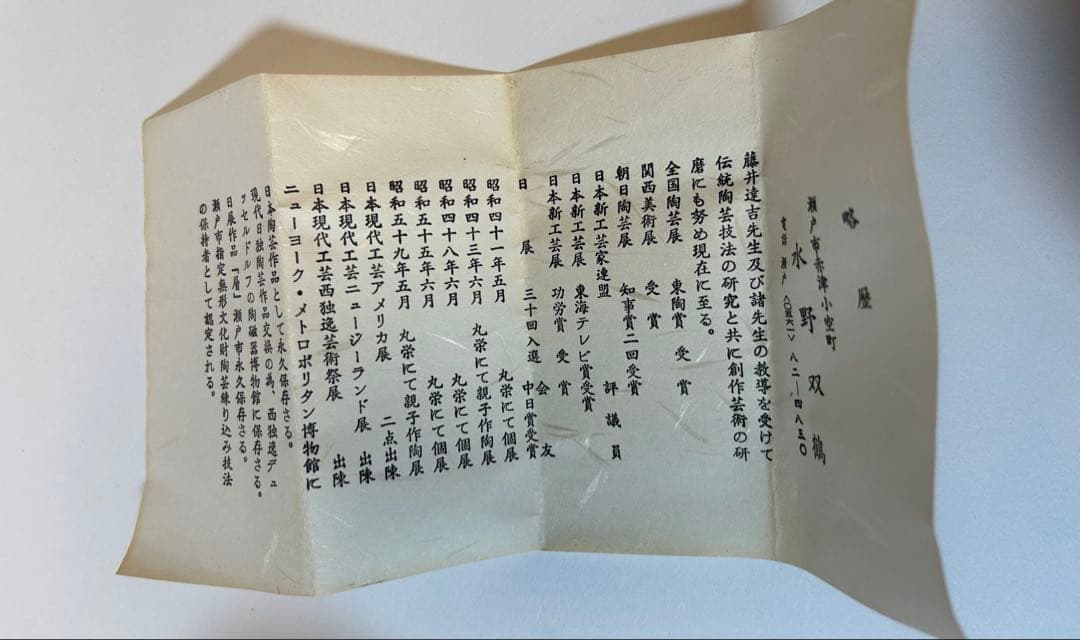 略歴
瀬戸市赤津小空町
水野双鶴
電話 瀬戸 (〇五六一) 八二―四八三〇
藤井達吉先生及び諸先生の教導を受けて
伝統陶芸技法の研究と共に創作芸術の研
磨にも努め現在に至る。
全国陶芸展 東陶賞 受賞
関西美術展 受賞
朝日陶芸展 知事賞二回受賞
日本新工芸家連盟 評議員
日本新工芸展 東海テレビ賞受賞
日本新工芸展 功労賞 受賞
日展 三十回入選 会友
中日賞受賞
昭和四十一年五月 丸栄にて個展
昭和四十三年六月 丸栄にて親子作陶展
昭和四十八年六月 丸栄にて個展
昭和五十五年六月 丸栄にて個展
昭和五十九年五月 丸栄にて親子作陶展
日本現代工芸アメリカ展 二点出陳
日本現代工芸ニュージーランド展 出陳
日本現代工芸西独逸芸術祭展 出陳
ニューヨーク・メトロポリタン博物館に
日本陶芸作品として永久保存さる。
現代日独陶芸作品交換の為、西独逸デュ
ッセルドルフの陶磁器博物館に保存さる。
日展作品『層』瀬戸市永久保存さる。
瀬戸市指定無形文化財陶芸練り込み技法
の保持者として認定される。